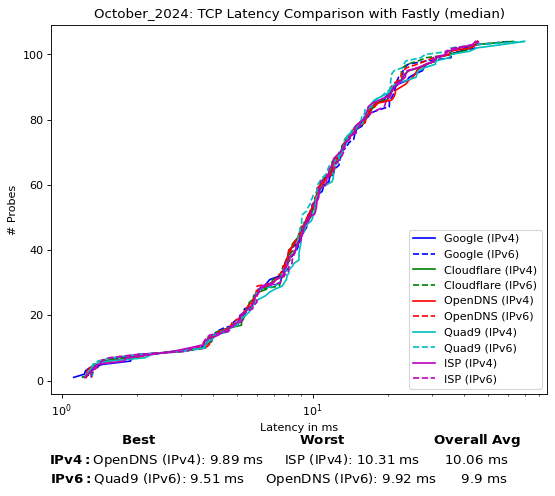 October_2024: TCP Latency Comparison with Fastly (median)
100
80
60
40
20
0
# Probes
10^0
10^1
Latency in ms
Google (IPv4)
Google (IPv6)
Cloudflare (IPv4)
Cloudflare (IPv6)
OpenDNS (IPv4)
OpenDNS (IPv6)
Quad9 (IPv4)
Quad9 (IPv6)
ISP (IPv4)
ISP (IPv6)
Best Worst Overall Avg
IPv4: OpenDNS (IPv4): 9.89 ms ISP (IPv4): 10.31 ms 10.06 ms
IPv6: Quad9 (IPv6): 9.51 ms OpenDNS (IPv6): 9.92 ms 9.9 ms